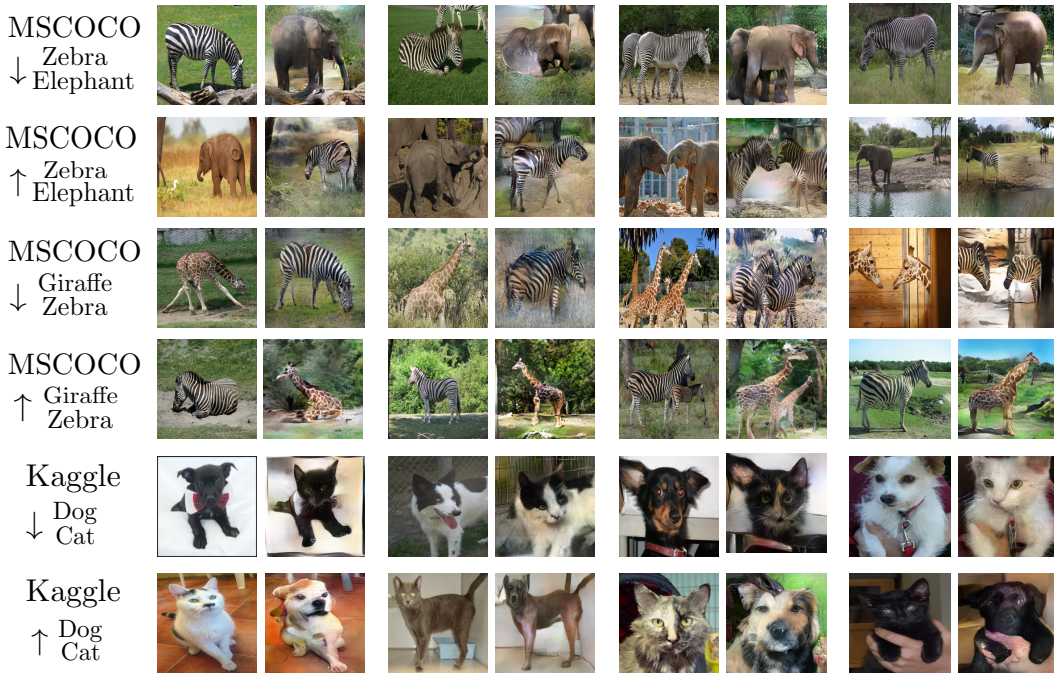 MSCOCO
↓ Zebra
Elephant
MSCOCO
↑ Zebra
Elephant
MSCOCO
↓ Giraffe
Zebra
MSCOCO
↑ Giraffe
Zebra
Kaggle
↓ Dog
Cat
Kaggle
↑ Dog
Cat